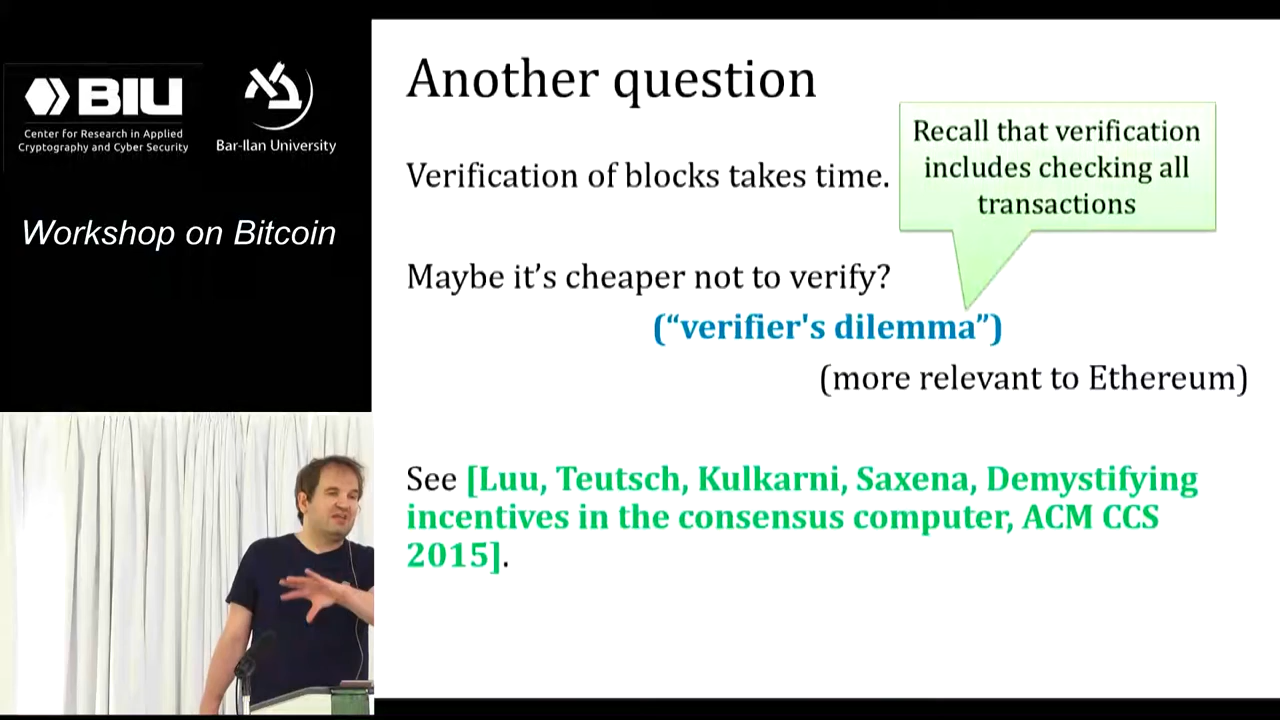 BIU
Center for Research in Applied
Cryptography and Cyber Security
Bar-Ilan University
Workshop on Bitcoin
Another question
Recall that verification
includes checking all
transactions
Verification of blocks takes time.
Maybe it’s cheaper not to verify?
(“verifier's dilemma”)
(more relevant to Ethereum)
See [Luu, Teutsch, Kulkarni, Saxena, Demystifying
incentives in the consensus computer, ACM CCS
2015].